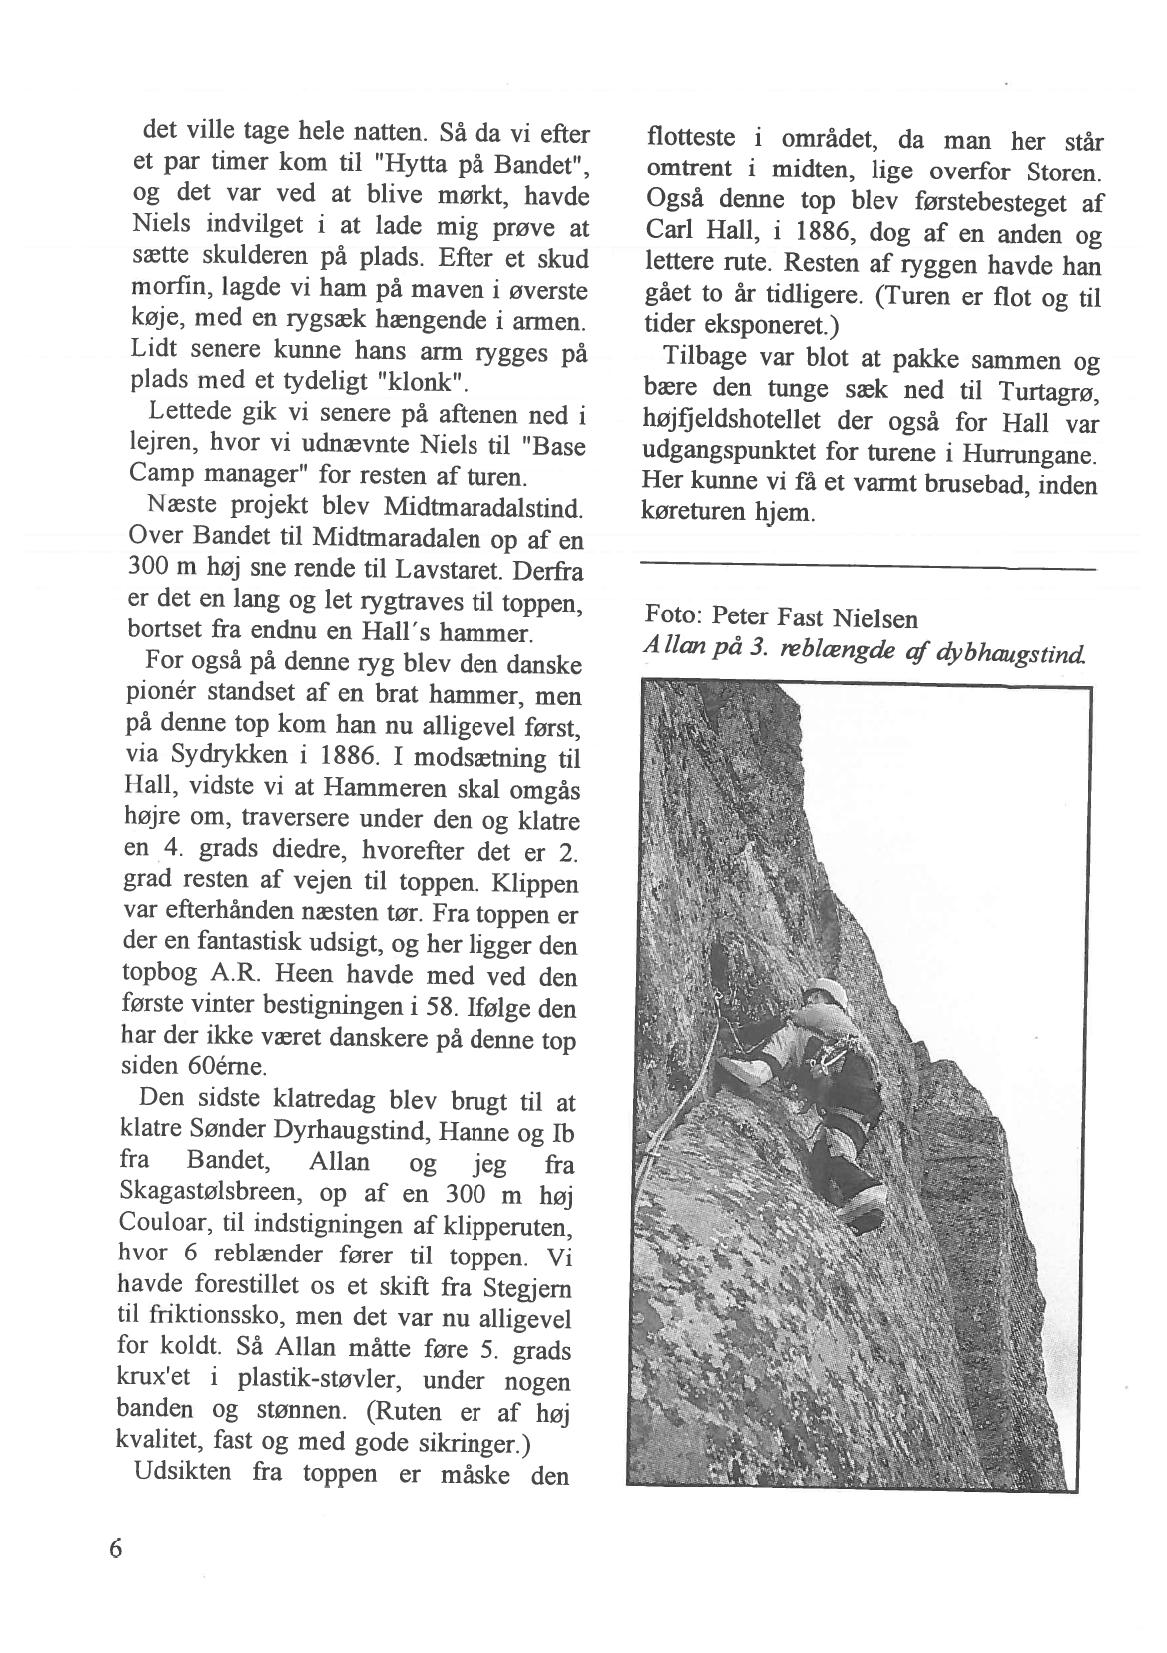 det ville tage hele natten. Så da vi efter
et par timer kom til "Hytta på Bandet",
og det var ved at blive mørkt, havde
Niels indvilget i at lade mig prøve at
sætte skulderen på plads. Efter et skud
morfin, lagde vi ham på maven i øverste
køje, med en rygsæk hængende i armen.
Lidt senere kunne hans arm rygges på
plads med et tydeligt "klonk".
Lettede gik vi senere på aftenen ned i
lejren, hvor vi udnævnte Niels til "Base
Camp manager" for resten af turen.
Næste projekt blev Midtmaradalstind.
Over Bandet til Midtmaradalen op af en
300 m høj sne rende til Lavstaret. Derfra
er det en lang og let rygtraves til toppen,
bortset fra endnu en Hall´s hammer.
For også på denne ryg blev den danske
pionér standset af en brat hammer, men
på denne top kom han nu alligevel først,
via Sydrykken i 1886. I modsætning til
Hall, vidste vi at Hammeren skal omgås
højre om, traversere under den og klatre
en 4. grads diedre, hvorefter det er 2.
grad resten af vejen til toppen. Klippen
var efterhånden næsten tør. Fra toppen er
der en fantastisk udsigt, og her ligger den
topbog A.R. Heen havde med ved den
første vinter bestigningen i 58. Ifølge den
har der ikke været danskere på denne top
siden 60érne.
Den sidste klatredag blev brugt til at
klatre Sønder Dyrhaugstind, Hanne og Ib
fra Bandet, Allan og jeg fra
Skagastølsbreen, op af en 300 m høj
Couloar, til indstigningen af klipperuten,
hvor 6 reblænder fører til toppen. Vi
havde forestillet os et skift fra Stegjern
til friktionssko, men det var nu alligevel
for koldt. Så Allan måtte føre 5. grads
krux'et i plastik-støvler, under nogen
banden og stønnen. (Ruten er af høj
kvalitet, fast og med gode sikringer.)
Udsikten fra toppen er måske den
flotteste i området, da man her står
omtrent i midten, lige overfor Storen.
Også denne top blev førstebesteget af
Carl Hall, i 1886, dog af en anden og
lettere rute. Resten af ryggen havde han
gået to år tidligere. (Turen er flot og til
tider eksponeret.)
Tilbage var blot at pakke sammen og
bære den tunge sæk ned til Turtagrø,
højfjeldshotellet der også for Hall var
udgangspunktet for turene i Hurrungane.
Her kunne vi få et varmt brusebad, inden
køreturen hjem.
Foto: Peter Fast Nielsen
Allan på 3. reblængde af dybhaugstind.
6